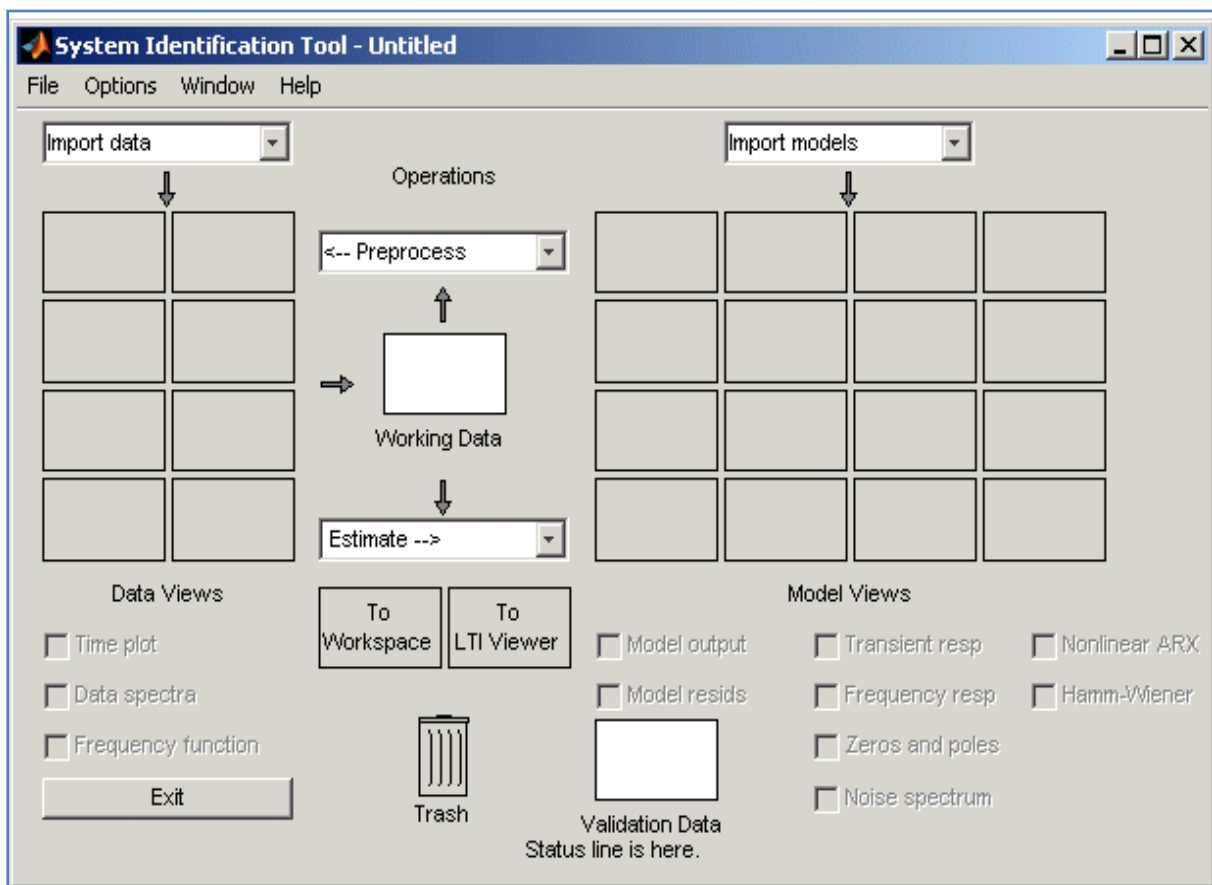 System Identification Tool - Untitled
File Options Window Help
Import data
Import models
Operations
<-- Preprocess
Working Data
Estimate -->
Data Views
Model Views
To
Workspace
To
LTI Viewer
Time plot
Data spectra
Frequency function
Exit
Trash
Model output
Model resids
Transient resp
Frequency resp
Zeros and poles
Noise spectrum
Nonlinear ARX
Hamm-Wiener
Validation Data
Status line is here.